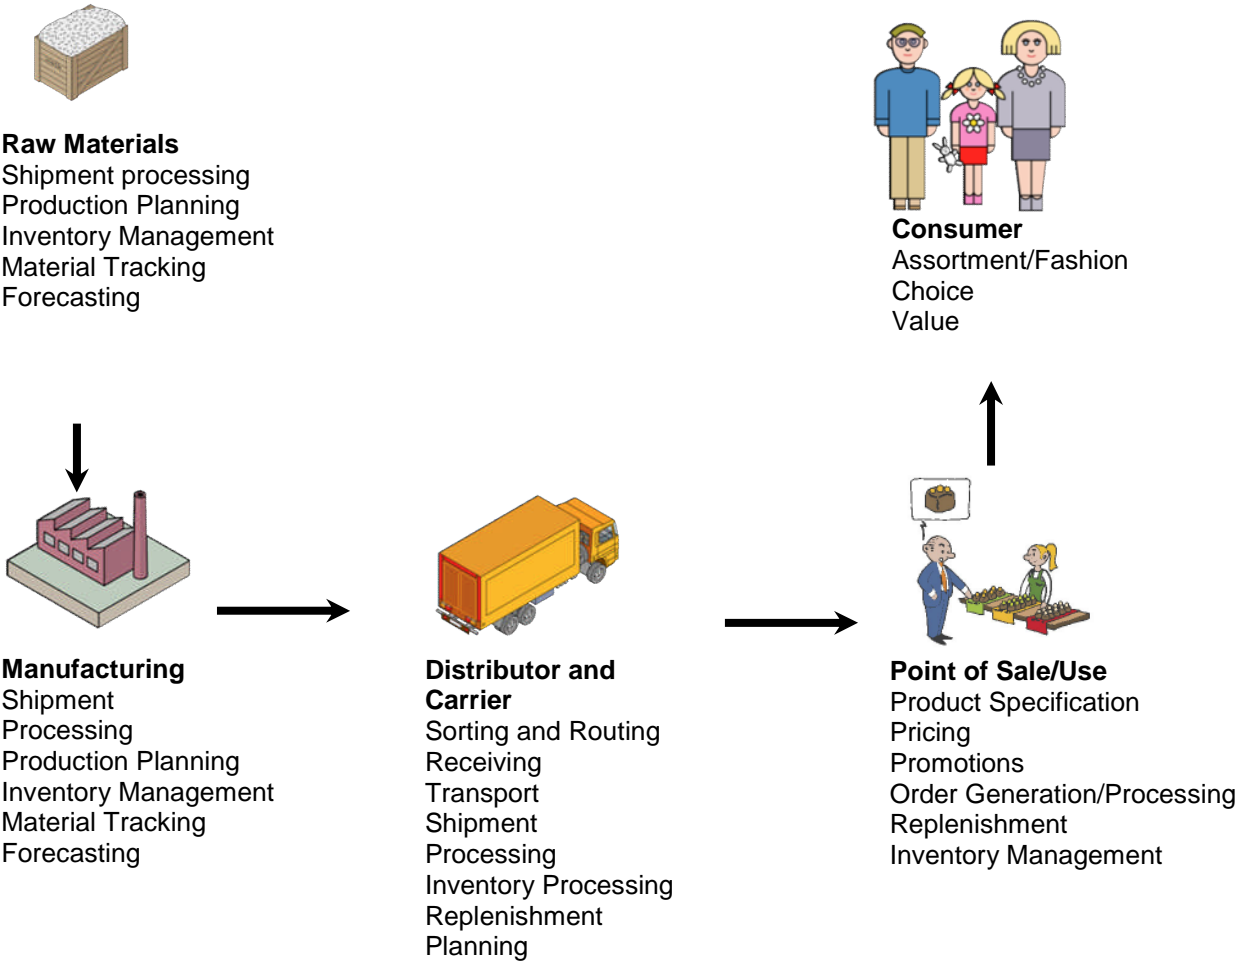 Raw Materials
Shipment processing
Production Planning
Inventory Management
Material Tracking
Forecasting
Consumer
Assortment/Fashion
Choice
Value
Manufacturing
Shipment
Processing
Production Planning
Inventory Management
Material Tracking
Forecasting
Distributor and
Carrier
Sorting and Routing
Receiving
Transport
Shipment
Processing
Inventory Processing
Replenishment
Planning
Point of Sale/Use
Product Specification
Pricing
Promotions
Order Generation/Processing
Replenishment
Inventory Management